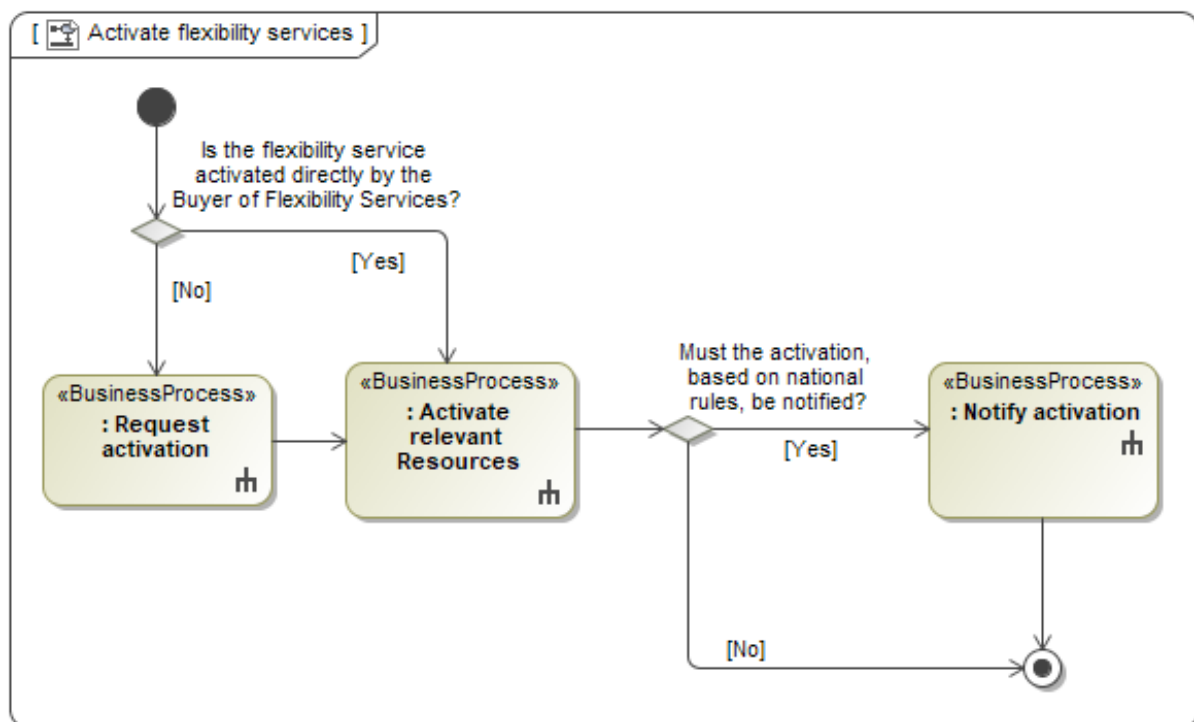 [ Activate flexibility services ]
Is the flexibility service
activated directly by the
Buyer of Flexibility Services?
[Yes]
[No]
«BusinessProcess»
: Request
activation
«BusinessProcess»
: Activate
relevant
Resources
Must the activation,
based on national
rules, be notified?
[Yes]
«BusinessProcess»
: Notify activation
[No]